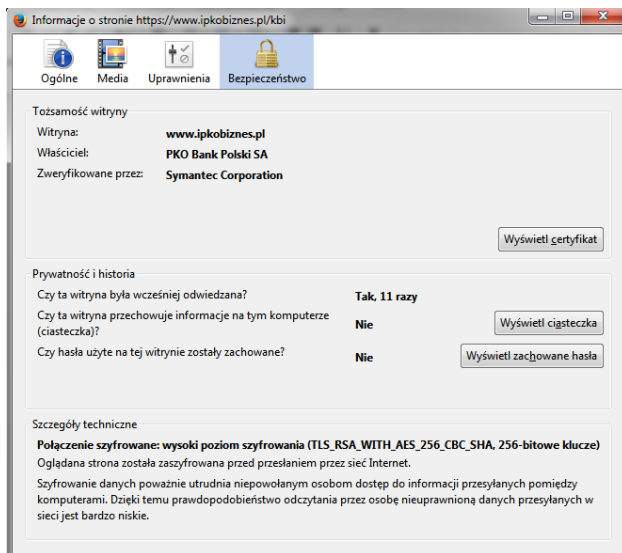 Informacje o stronie https://www.ipkobiznes.pl/kbi
Ogólne Media Uprawnienia Bezpieczeństwo
Tożsamość witryny
Witryna: www.ipkobiznes.pl
Właściciel: PKO Bank Polski SA
Zweryfikowane przez: Symantec Corporation
Wyświetl certyfikat
Prywatność i historia
Czy ta witryna była wcześniej odwiedzana? Tak, 11 razy
Czy ta witryna przechowuje informacje na tym komputerze
(ciasteczka)? Nie Wyświetl ciasteczka
Czy hasła użyte na tej witrynie zostały zachowane? Nie Wyświetl zachowane hasła
Szczegóły techniczne
Połączenie szyfrowane: wysoki poziom szyfrowania (TLS_RSA_WITH_AES_256_CBC_SHA, 256-bitowe klucze)
Oglądana strona została zaszyfrowana przed przesłaniem przez sieć Internet.
Szyfrowanie danych poważnie utrudnia niepowołanym osobom dostęp do informacji przesyłanych pomiędzy
komputerami. Dzięki temu prawdopodobieństwo odczytania przez osobę nieuprawnioną danych przesyłanych w
sieci jest bardzo niskie.